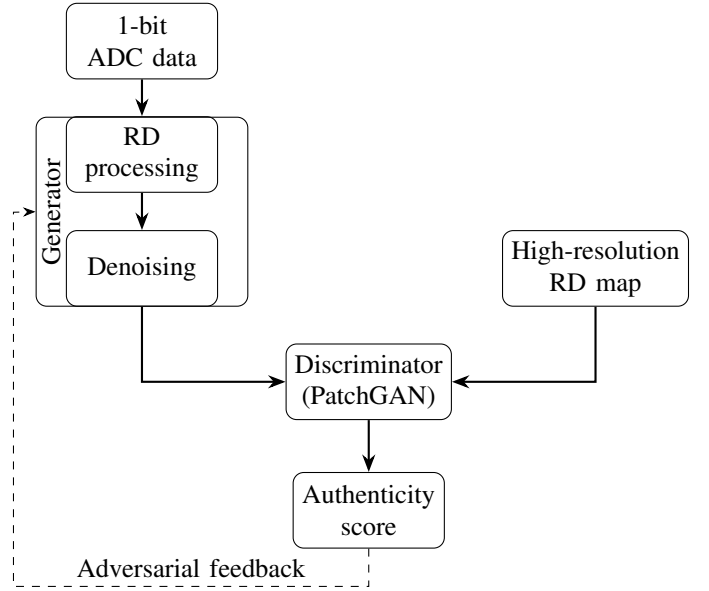 1-bit
ADC data
RD
processing
Generator
Denoising
High-resolution
RD map
Discriminator
(PatchGAN)
Authenticity
score
Adversarial feedback